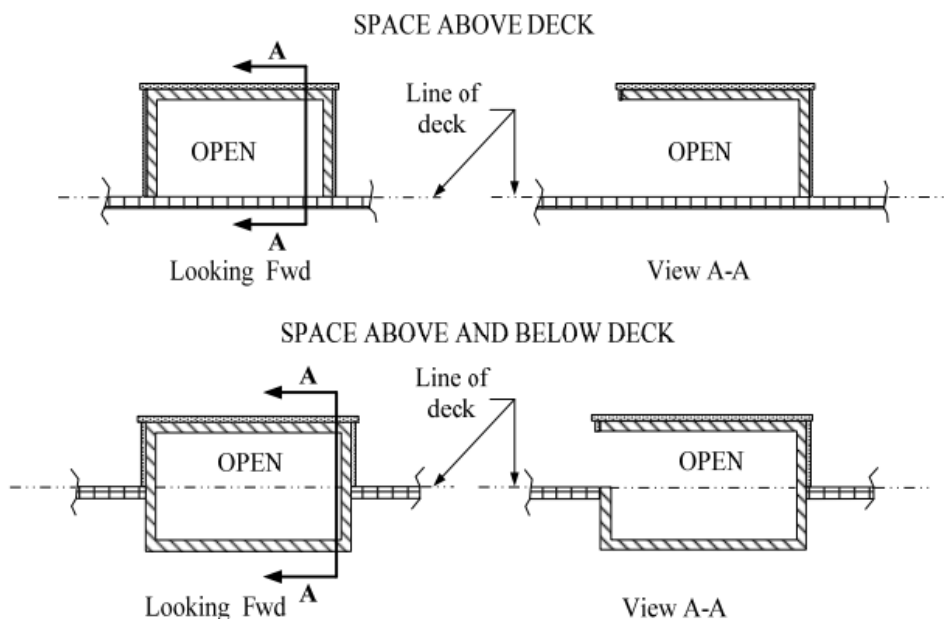 SPACE ABOVE DECK
A
Line of
deck
OPEN
OPEN
A
Looking Fwd
View A-A
SPACE ABOVE AND BELOW DECK
A
Line of
deck
OPEN
OPEN
A
Looking Fwd
View A-A